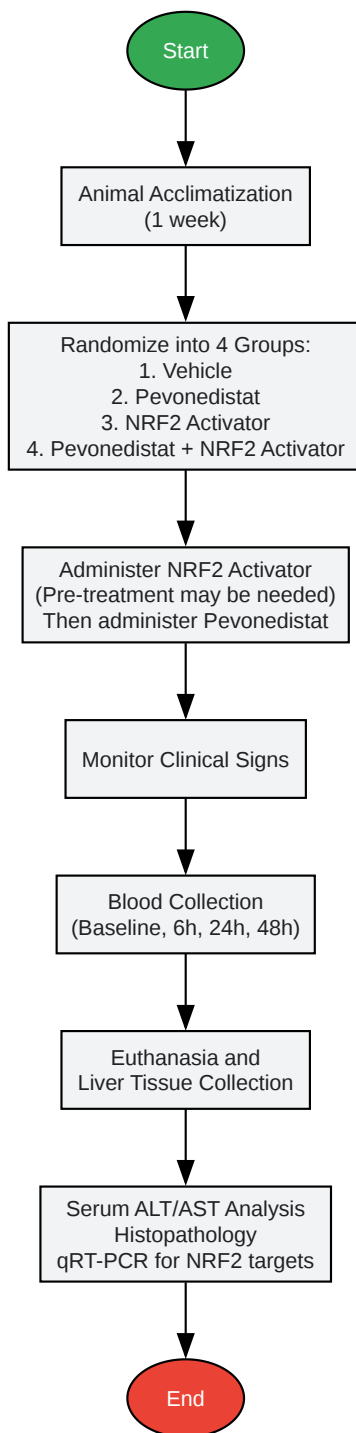 Start
Animal Acclimatization
(1 week)
Randomize into 4 Groups:
1. Vehicle
2. Pevonedistat
3. NRF2 Activator
4. Pevonedistat + NRF2 Activator
Administer NRF2 Activator
(Pre-treatment may be needed)
Then administer Pevonedistat
Monitor Clinical Signs
Blood Collection
(Baseline, 6h, 24h, 48h)
Euthanasia and
Liver Tissue Collection
Serum ALT/AST Analysis
Histopathology
qRT-PCR for NRF2 targets
End